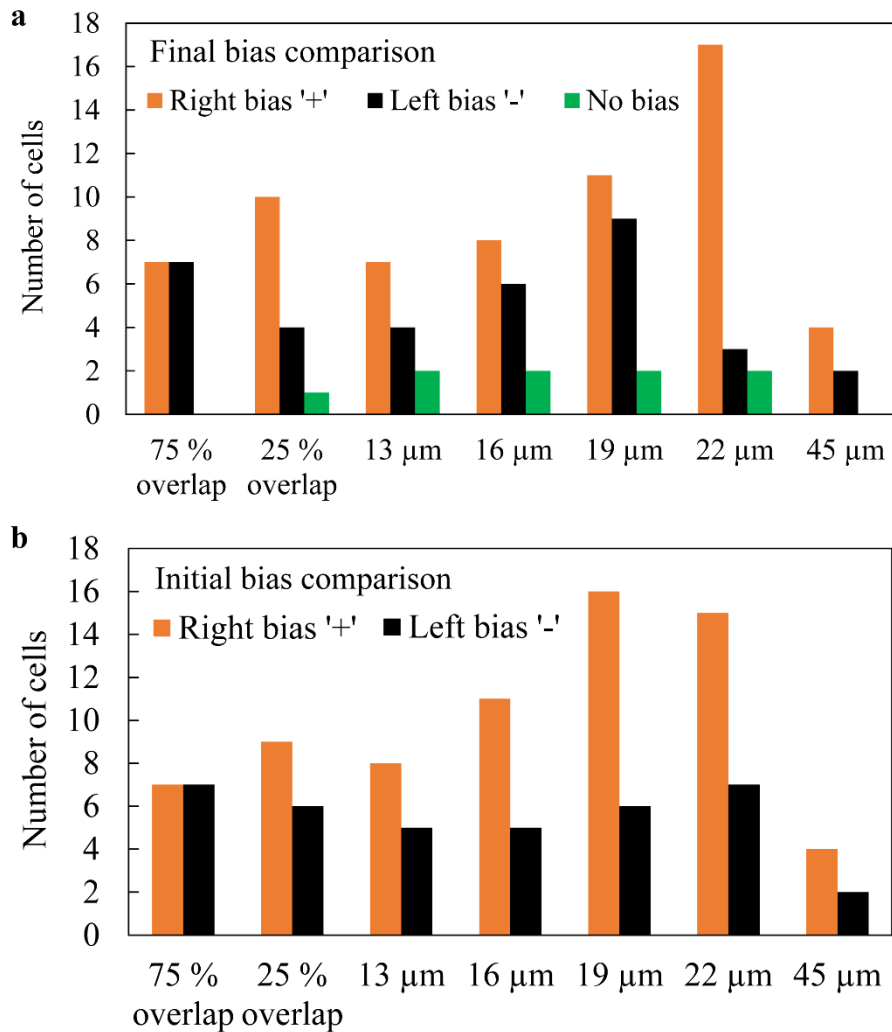 a
Final bias comparison
Right bias '+' Left bias '-' No bias
Number of cells
18
16
14
12
10
8
6
4
2
0
75 % 25 % 13 µm 16 µm 19 µm 22 µm 45 µm
overlap overlap
b
Initial bias comparison
Right bias '+' Left bias '-'
Number of cells
18
16
14
12
10
8
6
4
2
0
75 % 25 % 13 µm 16 µm 19 µm 22 µm 45 µm
overlap overlap